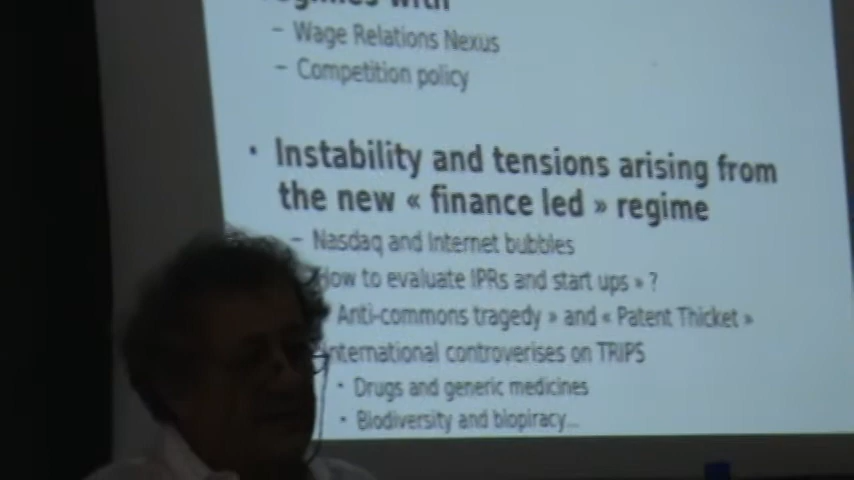 with
– Wage Relations Nexus
– Competition policy
• Instability and tensions arising from
the new « finance led » regime
– Nasdaq and Internet bubbles
How to evaluate IPRs and start ups » ?
Anti-commons tragedy » and « Patent Thicket »
International controverises on TRIPS
• Drugs and generic medicines
• Biodiversity and biopiracy...